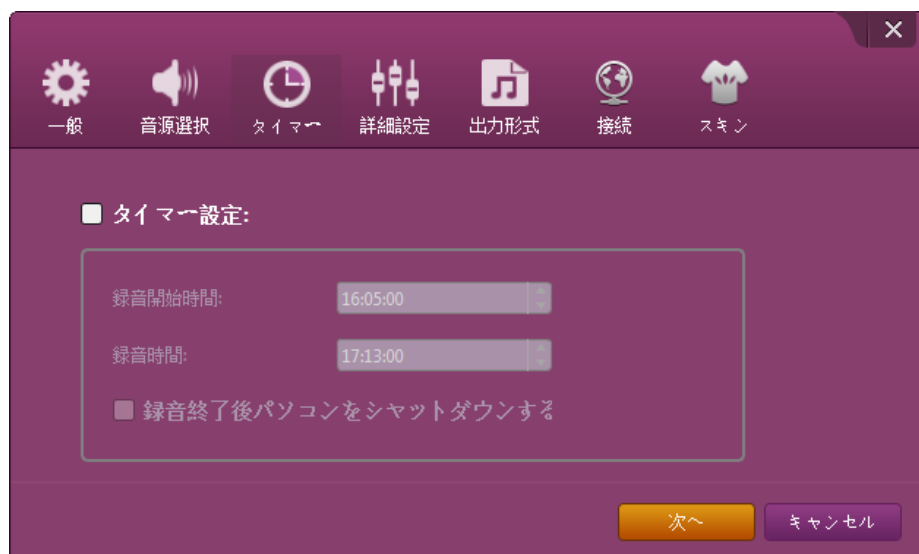 一般 音源選択 タイマー 詳細設定 出力形式 接続 スキン
タイマー設定:
録音開始時間: 16:05:00
録音時間: 17:13:00
録音終了後パソコンをシャットダウンする
次へ キャンセル